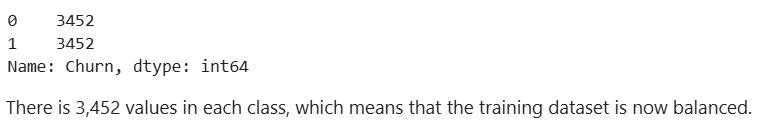 0    3452
1    3452
Name: Churn, dtype: int64
There is 3,452 values in each class, which means that the training dataset is now balanced.